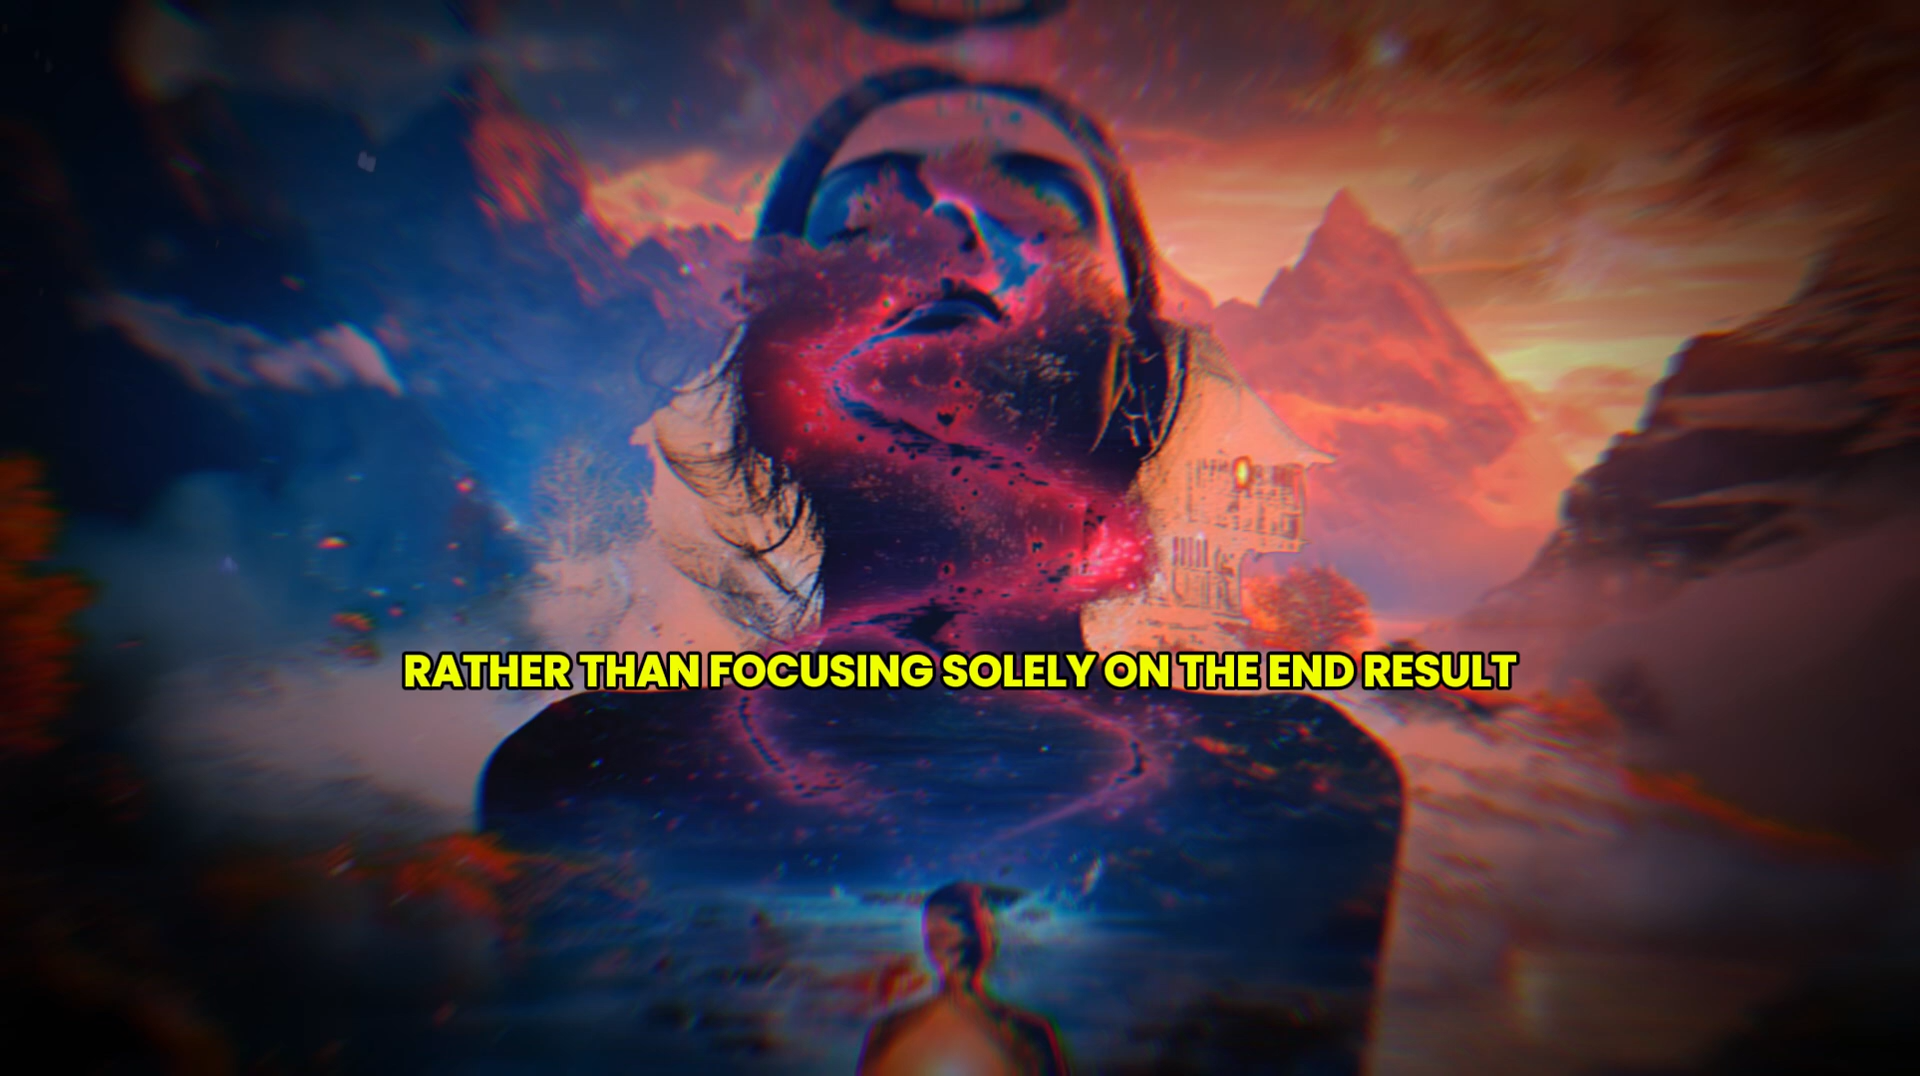 RATHER THAN FOCUSING SOLELY ON THE END RESULT